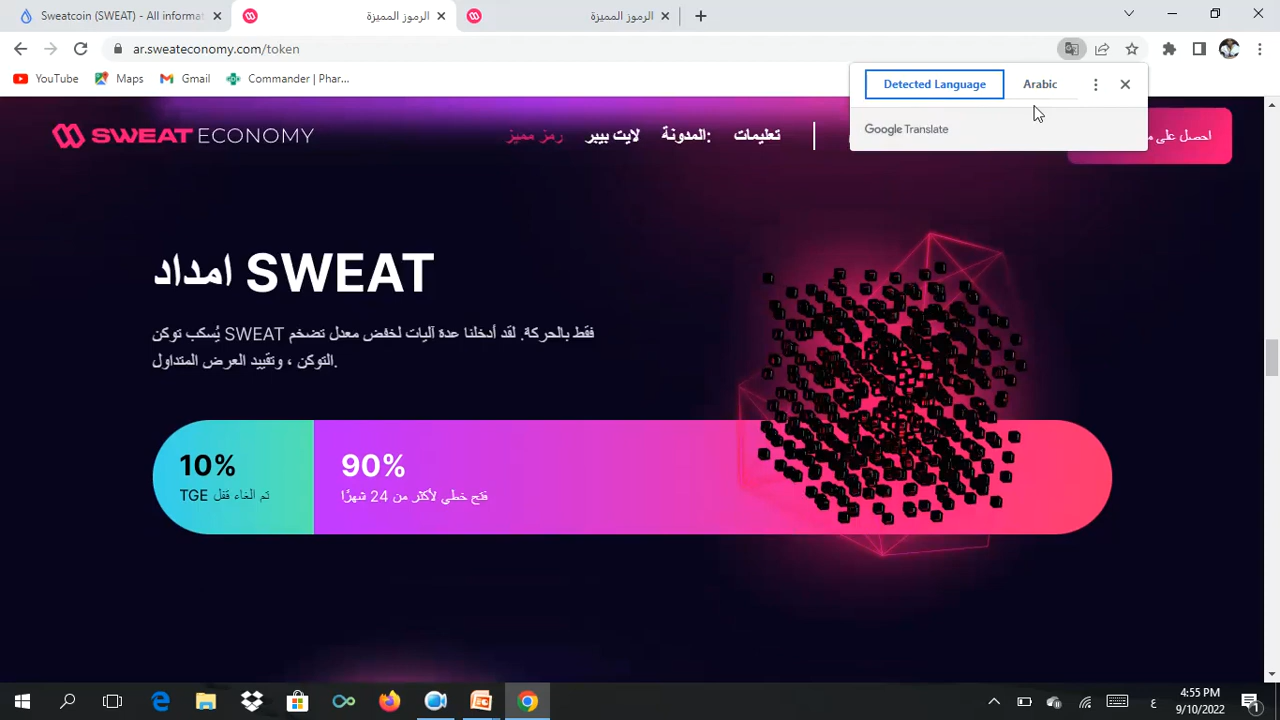 Sweatcoin (SWEAT) - All informat
الرموز المميزة
الرموز المميزة
ar.sweateconomy.com/token
YouTube
Maps
Gmail
Commander | Phar...
Detected Language
Arabic
Google Translate
SWEAT ECONOMY
رمز مميز
لايت بيبر
المدونة:
تعليمات
احصل على
امداد SWEAT
يُسكب توكن SWEAT فقط بالحركة. لقد أدخلنا عدة آليات لخفض معدل تضخم
التوكن ، وتقييد العرض المتداول.
10%
تم الغاء قفل TGE
90%
فتح خطي لأكثر من 24 شهرًا
4:55 PM
ع
9/10/2022
1